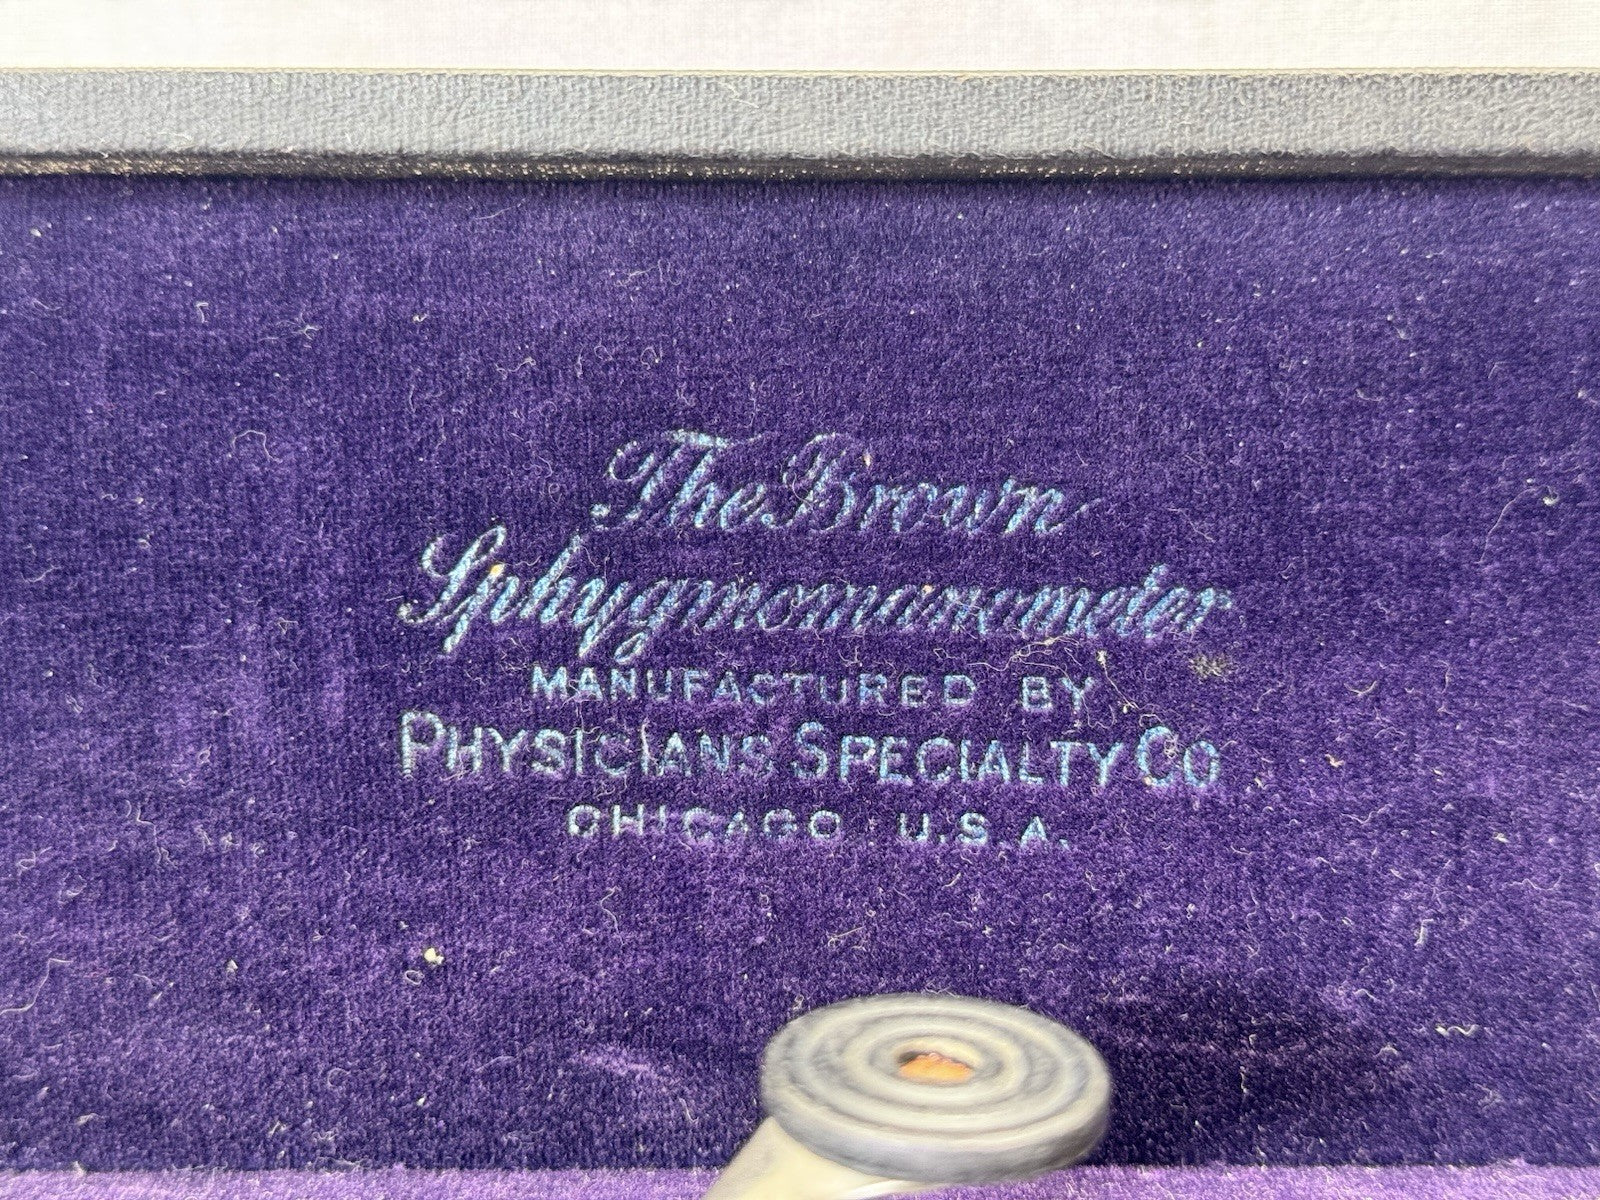 The Brown
Sphygmomanometer
MANUFACTURED BY
PHYSICIANS SPECIALTY CO
CHICAGO U.S.A.